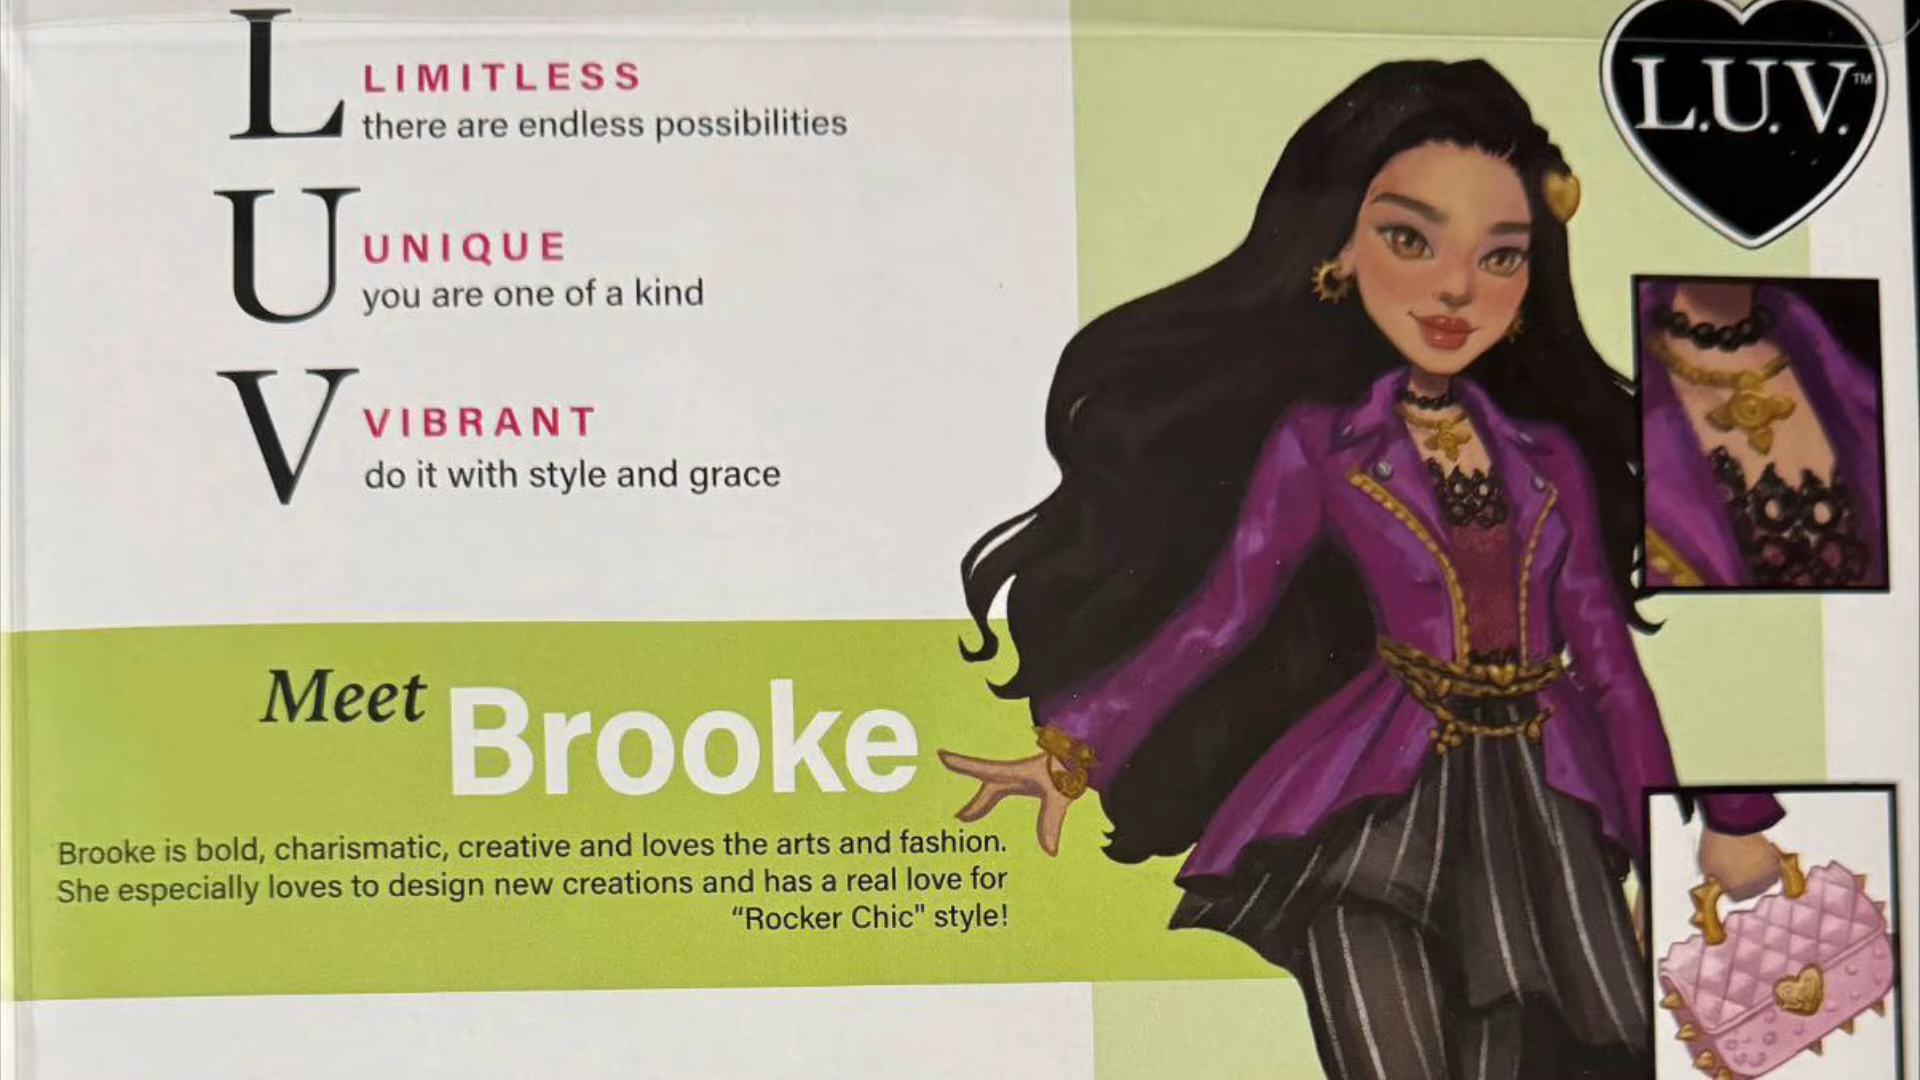 L
LIMITLESS
there are endless possibilities
U
UNIQUE
you are one of a kind
V
VIBRANT
do it with style and grace
L.U.V.™
Meet Brooke
Brooke is bold, charismatic, creative and loves the arts and fashion.
She especially loves to design new creations and has a real love for
“Rocker Chic" style!